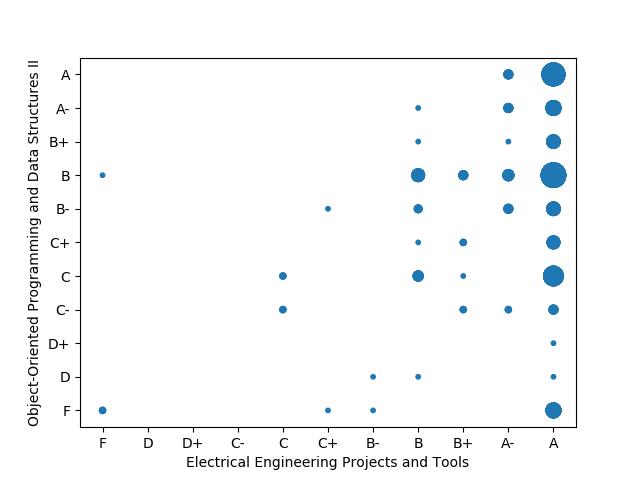 Object-Oriented Programming and Data Structures II
A
A-
B+
B
B-
C+
C
C-
D+
D
F
F D D+ C- C C+ B- B B+ A- A
Electrical Engineering Projects and Tools